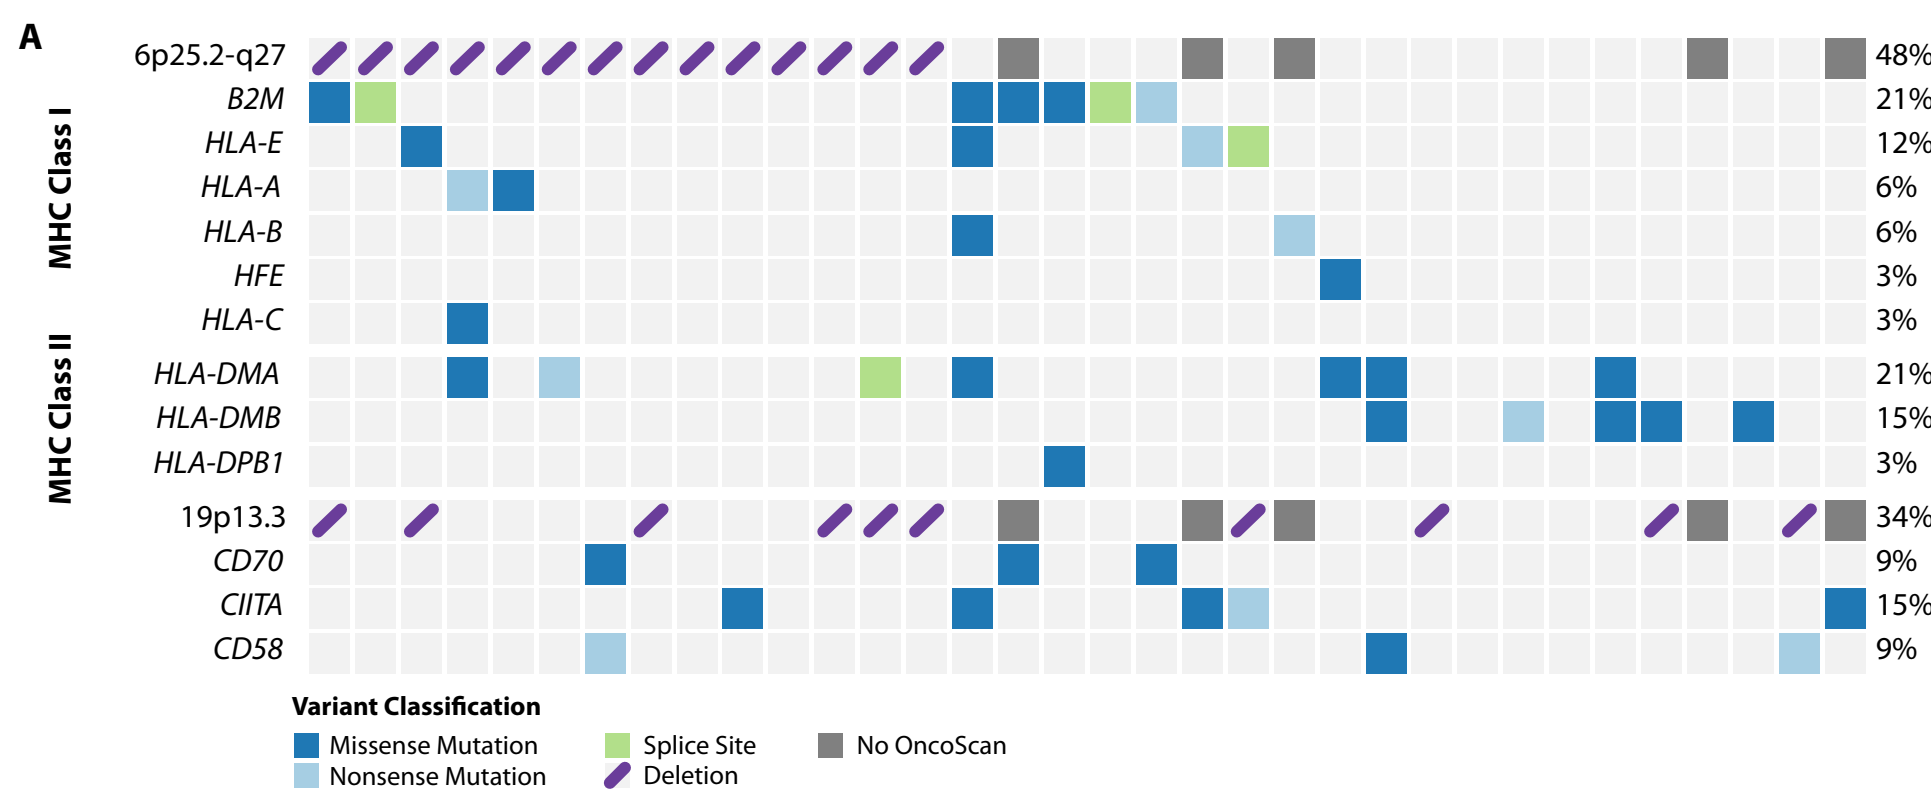 A
6p25.2-q27 48%
B2M 21%
HLA-E 12%
HLA-A 6%
HLA-B 6%
HFE 3%
HLA-C 3%
MHC Class I
HLA-DMA 21%
HLA-DMB 15%
HLA-DPB1 3%
MHC Class II
19p13.3 34%
CD70 9%
CIITA 15%
CD58 9%
Variant Classification
Missense Mutation Splice Site No OncoScan
Nonsense Mutation Deletion